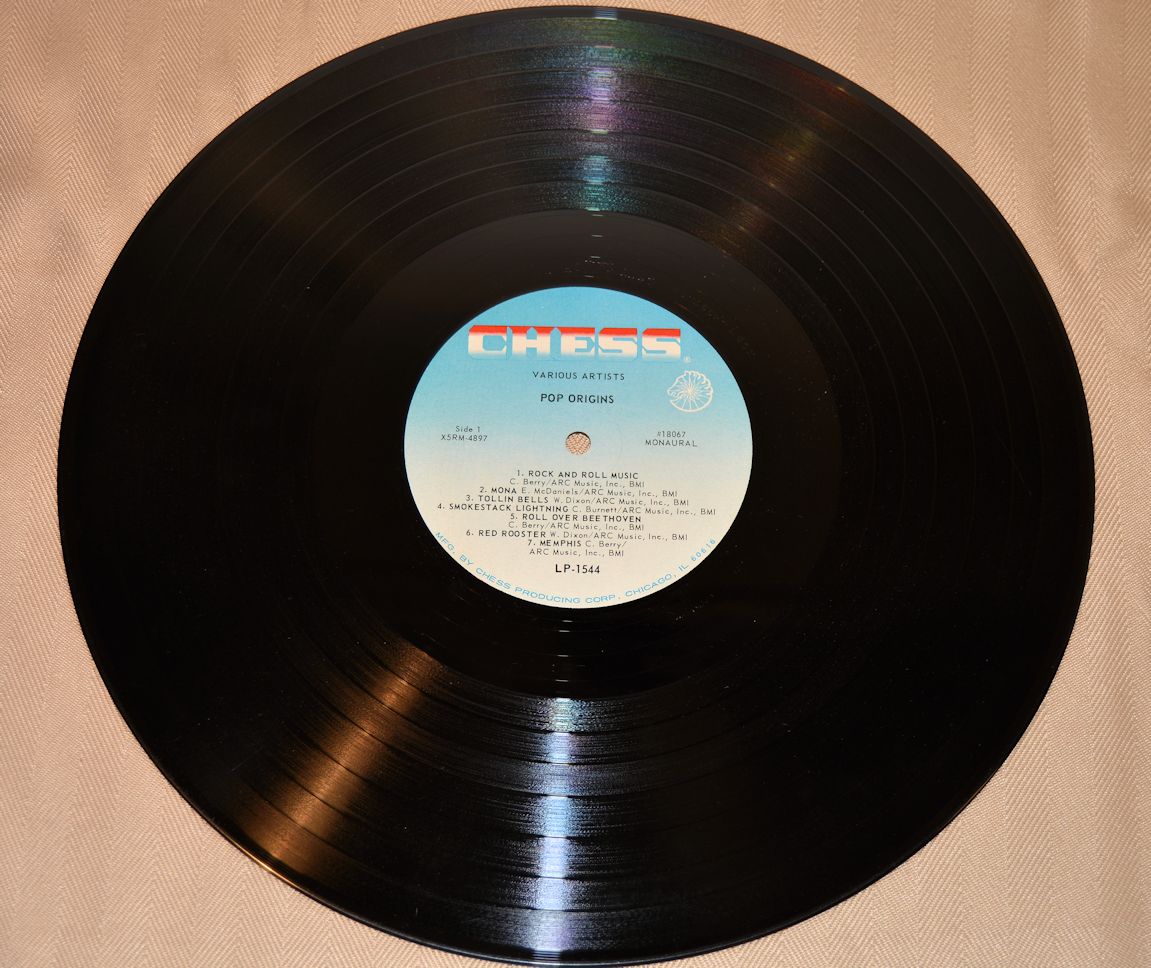 CHESS®
VARIOUS ARTISTS
POP ORIGINS
Side 1
X5RM-4897
#18067
MONAURAL
1. ROCK AND ROLL MUSIC
C. Berry/ARC Music, Inc., BMI
2. MONA E. McDaniels/ARC Music, Inc., BMI
3. TOLLIN BELLS W. Dixon/ARC Music, Inc., BMI
4. SMOKESTACK LIGHTNING C. Burnett/ARC Music, Inc., BMI
5. ROLL OVER BEETHOVEN
C. Berry/ARC Music, Inc., BMI
6. RED ROOSTER W. Dixon/ARC Music, Inc., BMI
7. MEMPHIS C. Berry/
ARC Music, Inc., BMI
LP-1544
MFG. BY CHESS PRODUCING CORP., CHICAGO, IL 60616